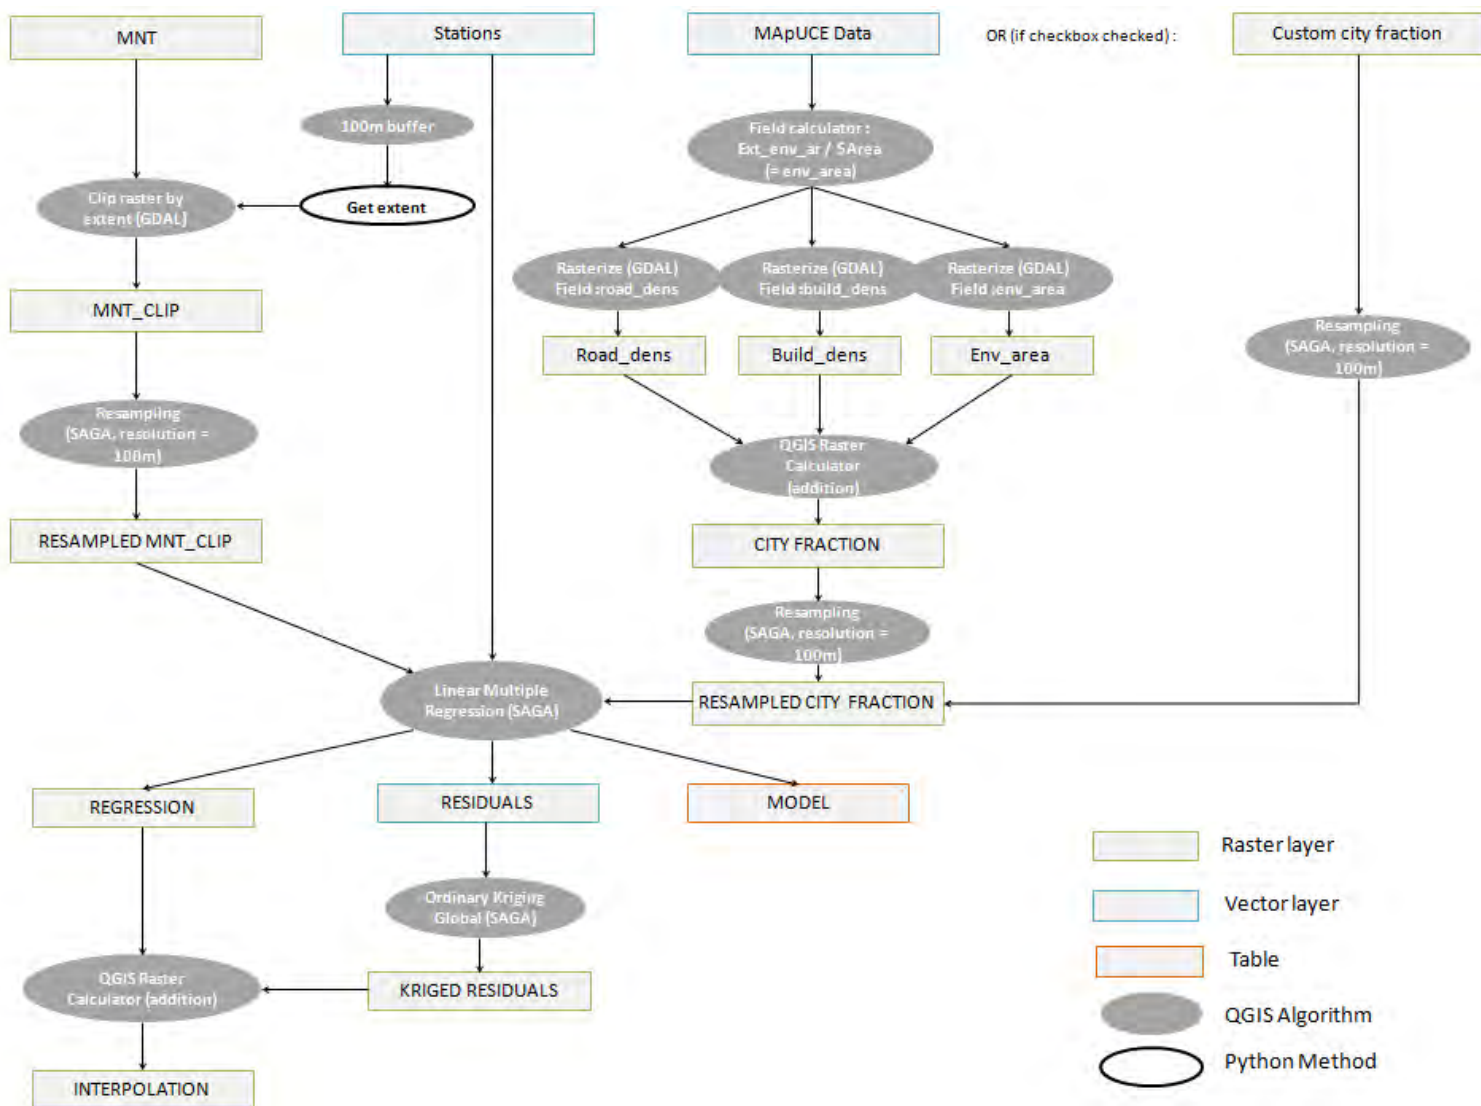 MNT
Stations
MApUCE Data
OR (if checkbox checked) :
Custom city fraction
100m buffer
Field calculator :
Ext_env_ar / SArea
(= env_area)
Clip raster by
extent (GDAL)
Get extent
Rasterize (GDAL)
Field :road_dens
Rasterize (GDAL)
Field :build_dens
Rasterize (GDAL)
Field :env_area
MNT_CLIP
Road_dens
Build_dens
Env_area
Resampling
(SAGA, resolution =
100m)
Resampling
(SAGA, resolution =
100m)
QGIS Raster
Calculator
(addition)
RESAMPLED MNT_CLIP
CITY FRACTION
Resampling
(SAGA, resolution =
100m)
Linear Multiple
Regression (SAGA)
RESAMPLED CITY FRACTION
REGRESSION
RESIDUALS
MODEL
Ordinary Kriging
Global (SAGA)
QGIS Raster
Calculator (addition)
KRIGED RESIDUALS
INTERPOLATION
Raster layer
Vector layer
Table
QGIS Algorithm
Python Method